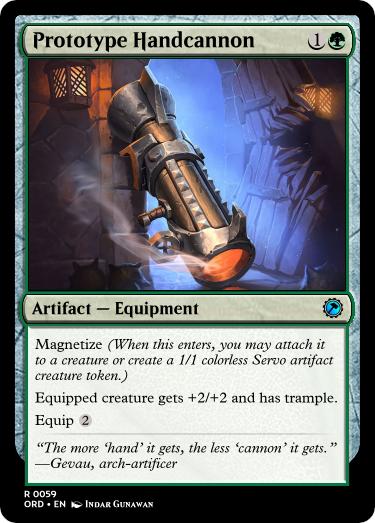 Prototype Handcannon 1
Artifact — Equipment
Magnetize (When this enters, you may attach it
to a creature or create a 1/1 colorless Servo artifact
creature token.)
Equipped creature gets +2/+2 and has trample.
Equip 2
“The more ‘hand’ it gets, the less ‘cannon’ it gets.”
—Gevau, arch-artificer
R 0059
ORD • EN Indar Gunawan